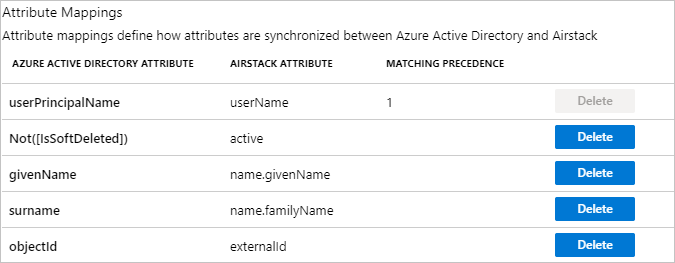 Attribute Mappings
Attribute mappings define how attributes are synchronized between Azure Active Directory and Airstack
AZURE ACTIVE DIRECTORY ATTRIBUTE AIRSTACK ATTRIBUTE MATCHING PRECEDENCE
userPrincipalName userName 1 Delete
Not([IsSoftDeleted]) active Delete
givenName name.givenName Delete
surname name.familyName Delete
objectId externalId Delete